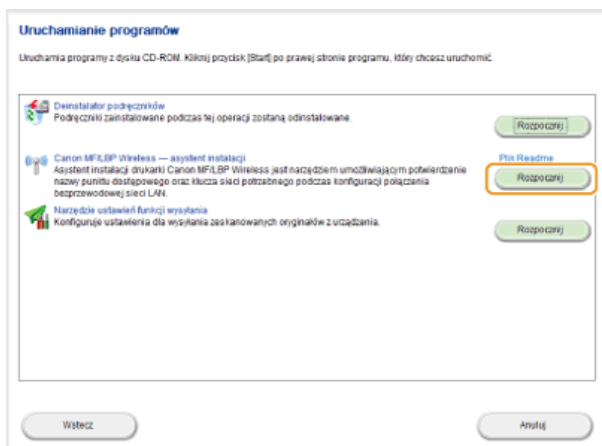 Uruchamianie programów
Uruchamia programy z dysku CD-ROM. Kliknij przycisk [Start] po prawej stronie programu, który chcesz uruchomić.
Deinstalator podręczników
Podręczniki zainstalowane podczas tej operacji zostaną odinstalowane.
Rozpocznij
Canon MF/LBP Wireless — asystent instalacji
Plik Readme
Asystent instalacji drukarki Canon MF/LBP Wireless jest narzędziem umożliwiającym potwierdzenie
nazwy punktu dostępowego oraz klucza sieci potrzebnego podczas konfiguracji połączenia
bezprzewodowej sieci LAN.
Rozpocznij
Narzędzie ustawień funkcji wysyłania
Konfiguruje ustawienia dla wysyłania zeskanowanych oryginałów z urządzenia.
Rozpocznij
Wstecz
Anuluj